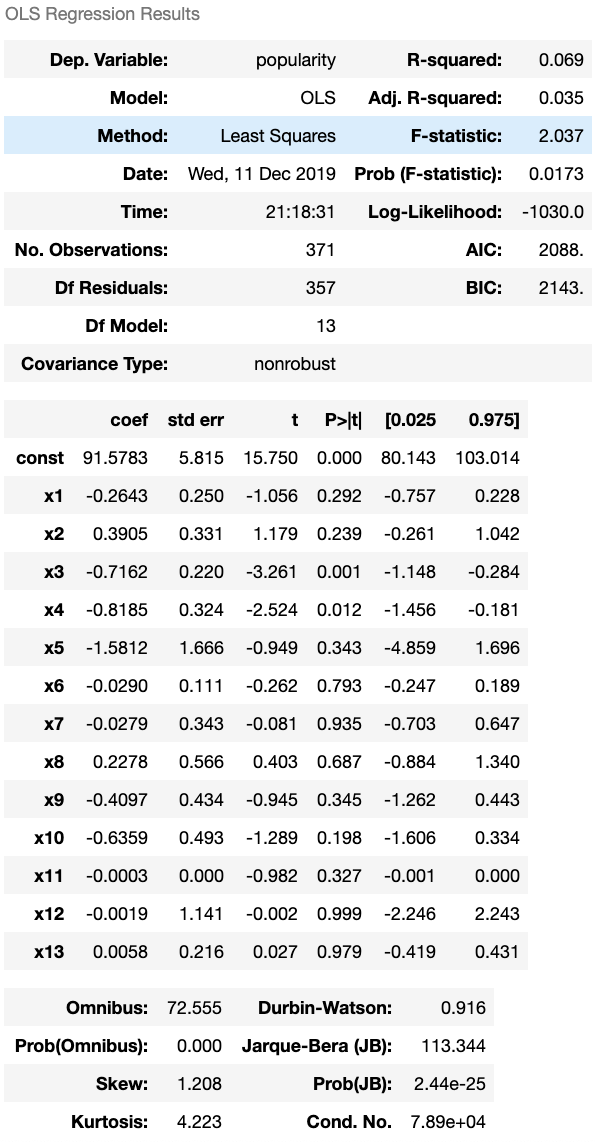 OLS Regression Results
Dep. Variable: popularity R-squared: 0.069
Model: OLS Adj. R-squared: 0.035
Method: Least Squares F-statistic: 2.037
Date: Wed, 11 Dec 2019 Prob (F-statistic): 0.0173
Time: 21:18:31 Log-Likelihood: -1030.0
No. Observations: 371 AIC: 2088.
Df Residuals: 357 BIC: 2143.
Df Model: 13
Covariance Type: nonrobust
coef std err t P>|t| [0.025 0.975]
const 91.5783 5.815 15.750 0.000 80.143 103.014
x1 -0.2643 0.250 -1.056 0.292 -0.757 0.228
x2 0.3905 0.331 1.179 0.239 -0.261 1.042
x3 -0.7162 0.220 -3.261 0.001 -1.148 -0.284
x4 -0.8185 0.324 -2.524 0.012 -1.456 -0.181
x5 -1.5812 1.666 -0.949 0.343 -4.859 1.696
x6 -0.0290 0.111 -0.262 0.793 -0.247 0.189
x7 -0.0279 0.343 -0.081 0.935 -0.703 0.647
x8 0.2278 0.566 0.403 0.687 -0.884 1.340
x9 -0.4097 0.434 -0.945 0.345 -1.262 0.443
x10 -0.6359 0.493 -1.289 0.198 -1.606 0.334
x11 -0.0003 0.000 -0.982 0.327 -0.001 0.000
x12 -0.0019 1.141 -0.002 0.999 -2.246 2.243
x13 0.0058 0.216 0.027 0.979 -0.419 0.431
Omnibus: 72.555 Durbin-Watson: 0.916
Prob(Omnibus): 0.000 Jarque-Bera (JB): 113.344
Skew: 1.208 Prob(JB): 2.44e-25
Kurtosis: 4.223 Cond. No. 7.89e+04